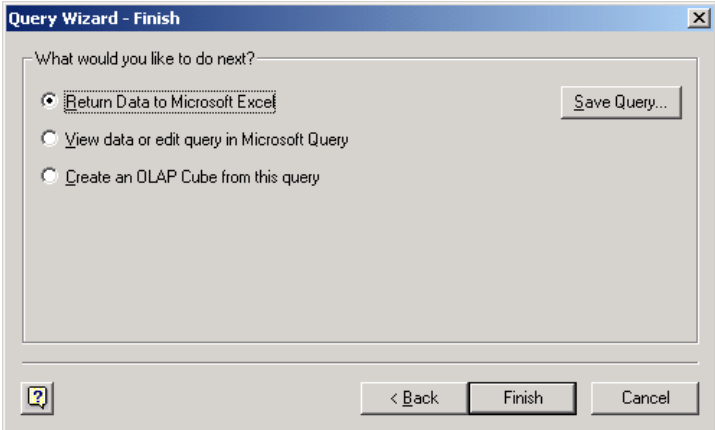 Query Wizard - Finish
What would you like to do next?
Return Data to Microsoft Excel
Save Query...
View data or edit query in Microsoft Query
Create an OLAP Cube from this query
?
< Back
Finish
Cancel